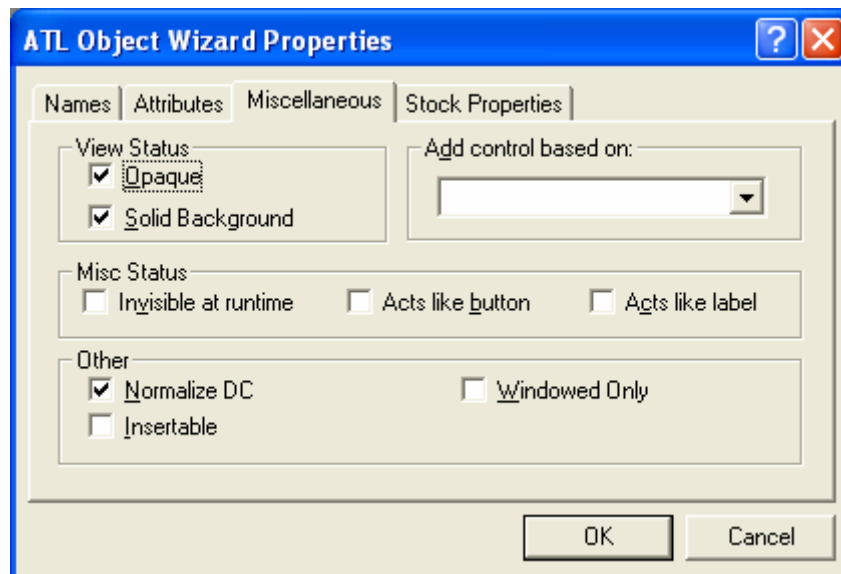 ATL Object Wizard Properties
Names Attributes Miscellaneous Stock Properties
View Status
Opaque
Solid Background
Add control based on:
Misc Status
Invisible at runtime Acts like button Acts like label
Other
Normalize DC Windowed Only
Insertable
OK Cancel